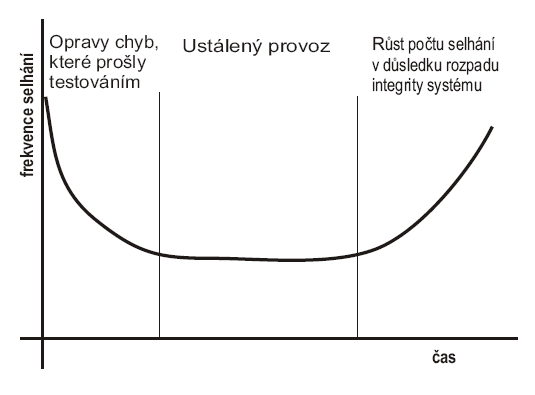 Opravy chyb,
které prošly
testováním
Ustálený provoz
Růst počtu selhání
v důsledku rozpadu
integrity systému
frekvence selhání
čas